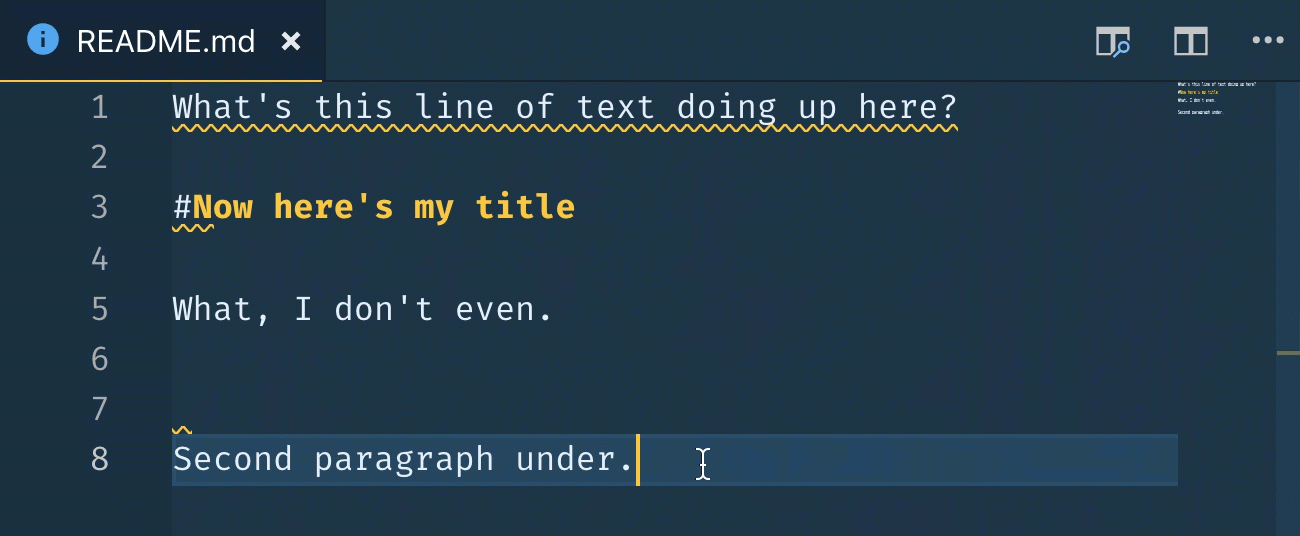 README.md
1 What's this line of text doing up here?
2
3 #Now here's my title
4
5 What, I don't even.
6
7
8 Second paragraph under.
What's this line of text doing up here?
#Now here's my title
What, I don't even.
Second paragraph under.